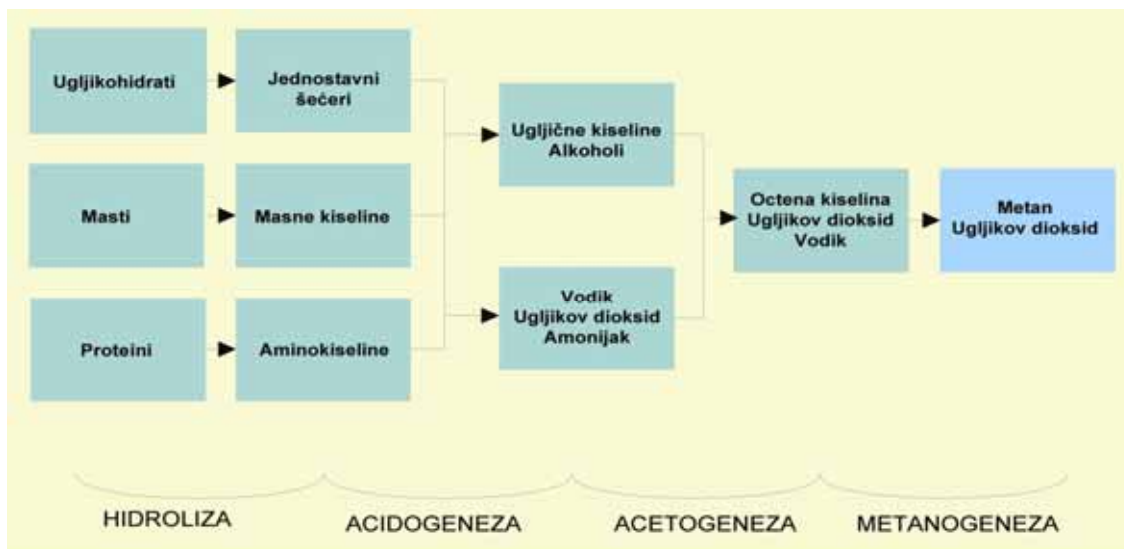 Ugljikohidrati
Jednostavni
šećeri
Masti
Masne kiseline
Proteini
Aminokiseline
Ugljične kiseline
Alkoholi
Vodik
Ugljikov dioksid
Amonijak
Octena kiselina
Ugljikov dioksid
Vodik
Metan
Ugljikov dioksid
HIDROLIZA
ACIDOGENEZA
ACETOGENEZA
METANOGENEZA